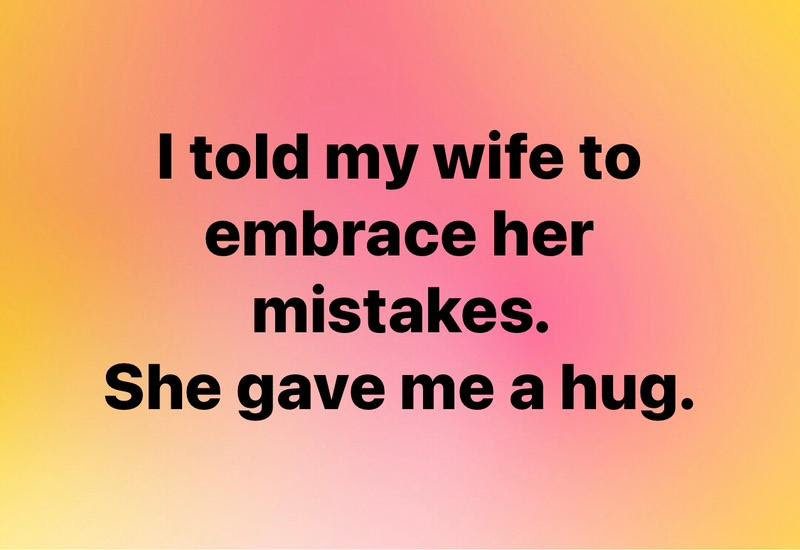 I told my wife to
embrace her
mistakes.
She gave me a hug.